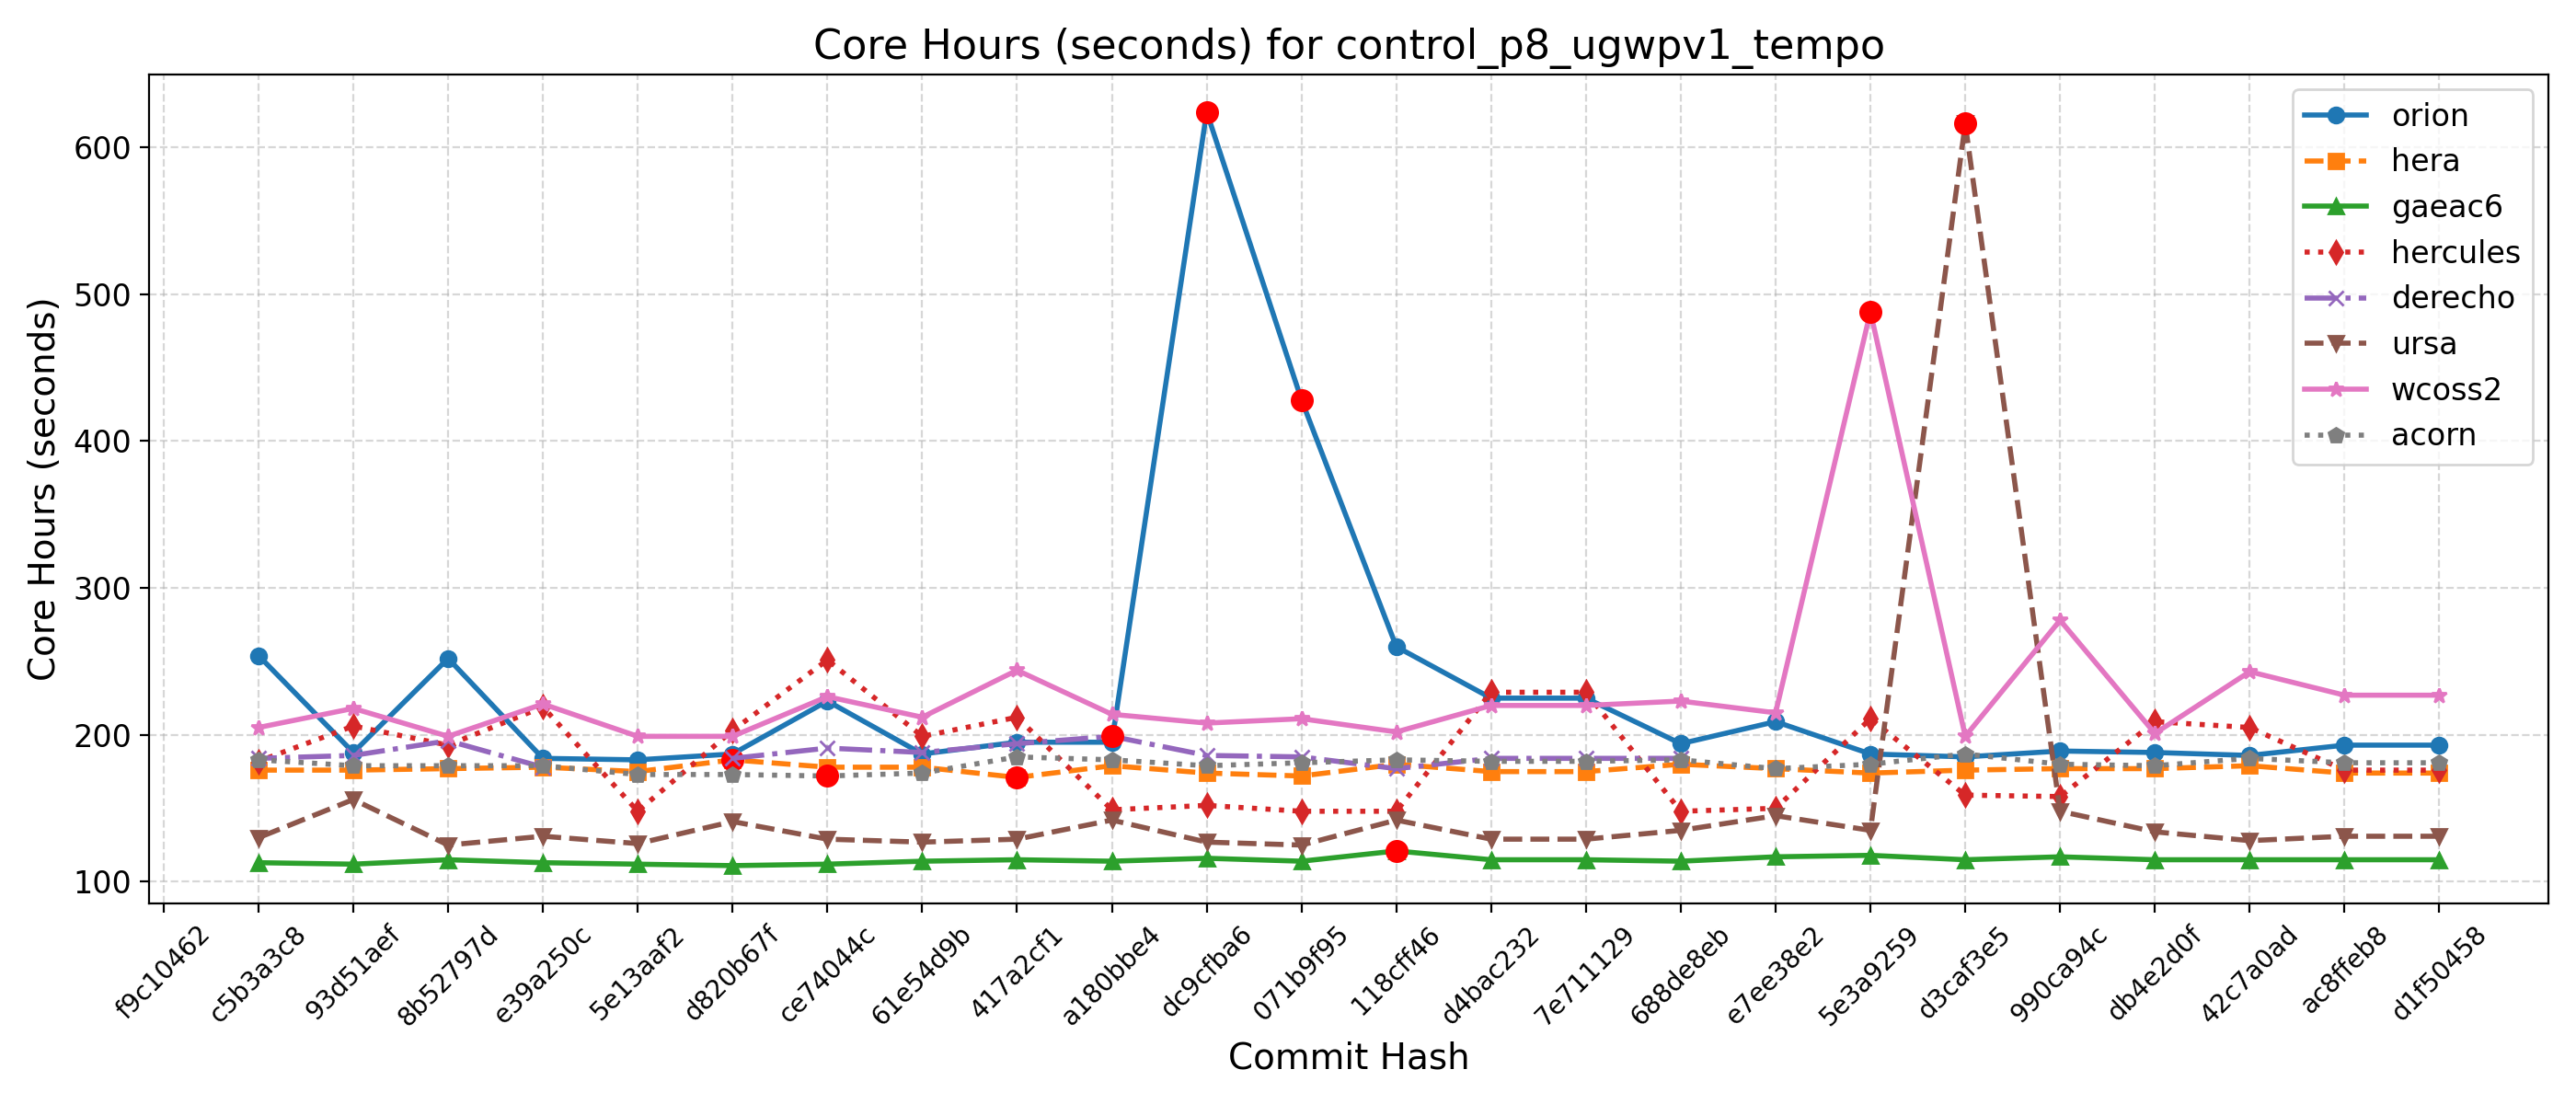 Core Hours (seconds) for control_p8_ugwpv1_tempo
Core Hours (seconds)
600
500
400
300
200
100
orion
hera
gaeac6
hercules
derecho
ursa
wcoss2
acorn
f9c10462
c5b3a3c8
93d51aef
8b52797d
e39a250c
5e13aaf2
d820b67f
ce74044c
61e54d9b
417a2cf1
a180bbe4
dc9cfba6
071b9f95
118cff46
d4bac232
7e711129
688de8eb
e7ee38e2
5e3a9259
d3caf3e5
990ca94c
db4e2d0f
42c7a0ad
ac8ffeb8
d1f50458
Commit Hash